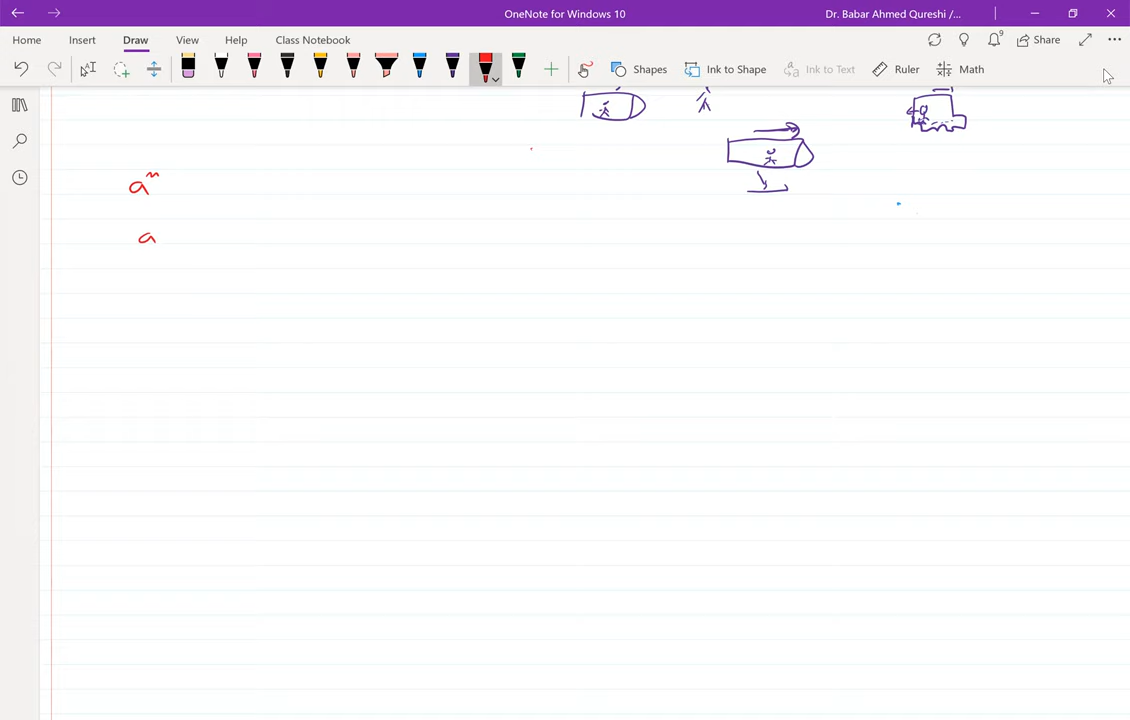 OneNote for Windows 10
Dr. Babar Ahmed Qureshi /...
Home Insert Draw View Help Class Notebook
9 Share
Shapes Ink to Shape Ink to Text Ruler Math
aⁿ
a